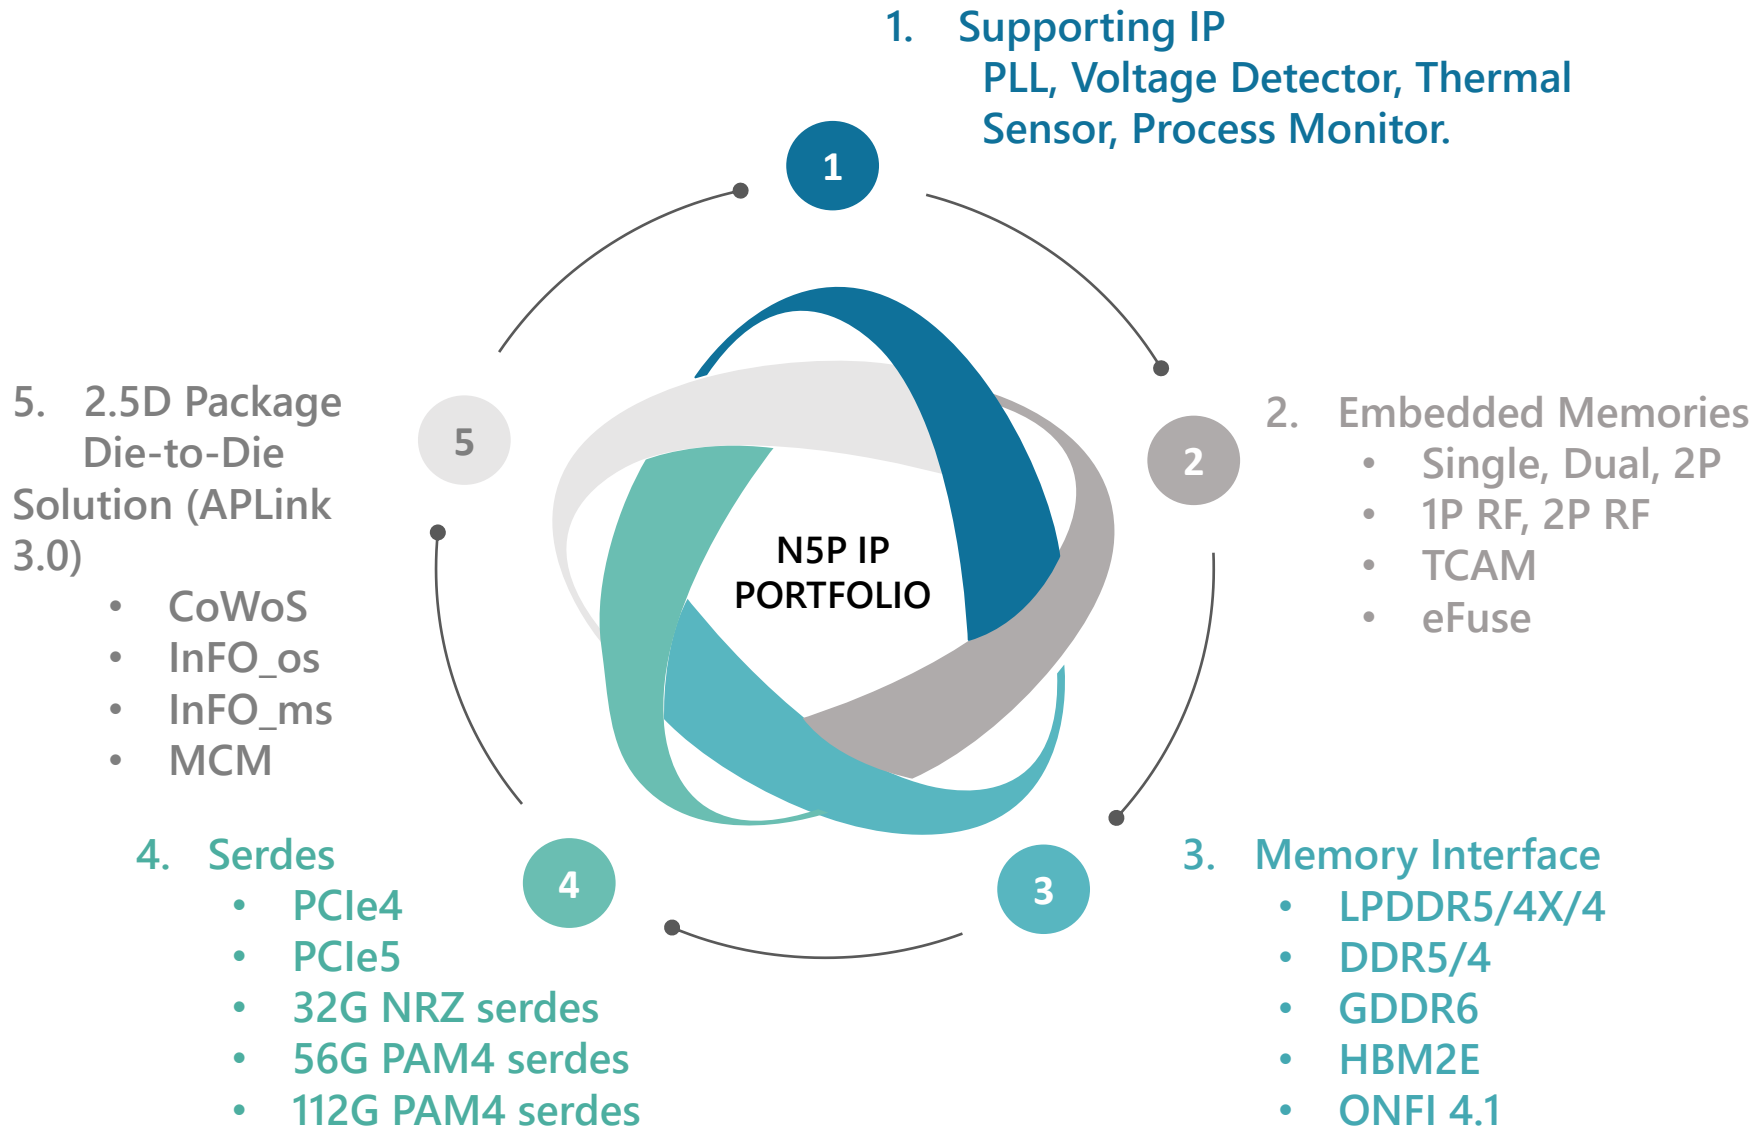 1. Supporting IP
PLL, Voltage Detector, Thermal
Sensor, Process Monitor.
1
2. Embedded Memories
• Single, Dual, 2P
• 1P RF, 2P RF
• TCAM
• eFuse
2
3. Memory Interface
• LPDDR5/4X/4
• DDR5/4
• GDDR6
• HBM2E
• ONFI 4.1
3
4. Serdes
• PCIe4
• PCIe5
• 32G NRZ serdes
• 56G PAM4 serdes
• 112G PAM4 serdes
4
5. 2.5D Package
Die-to-Die
Solution (APLink
3.0)
• CoWoS
• InFO_os
• InFO_ms
• MCM
5
N5P IP
PORTFOLIO